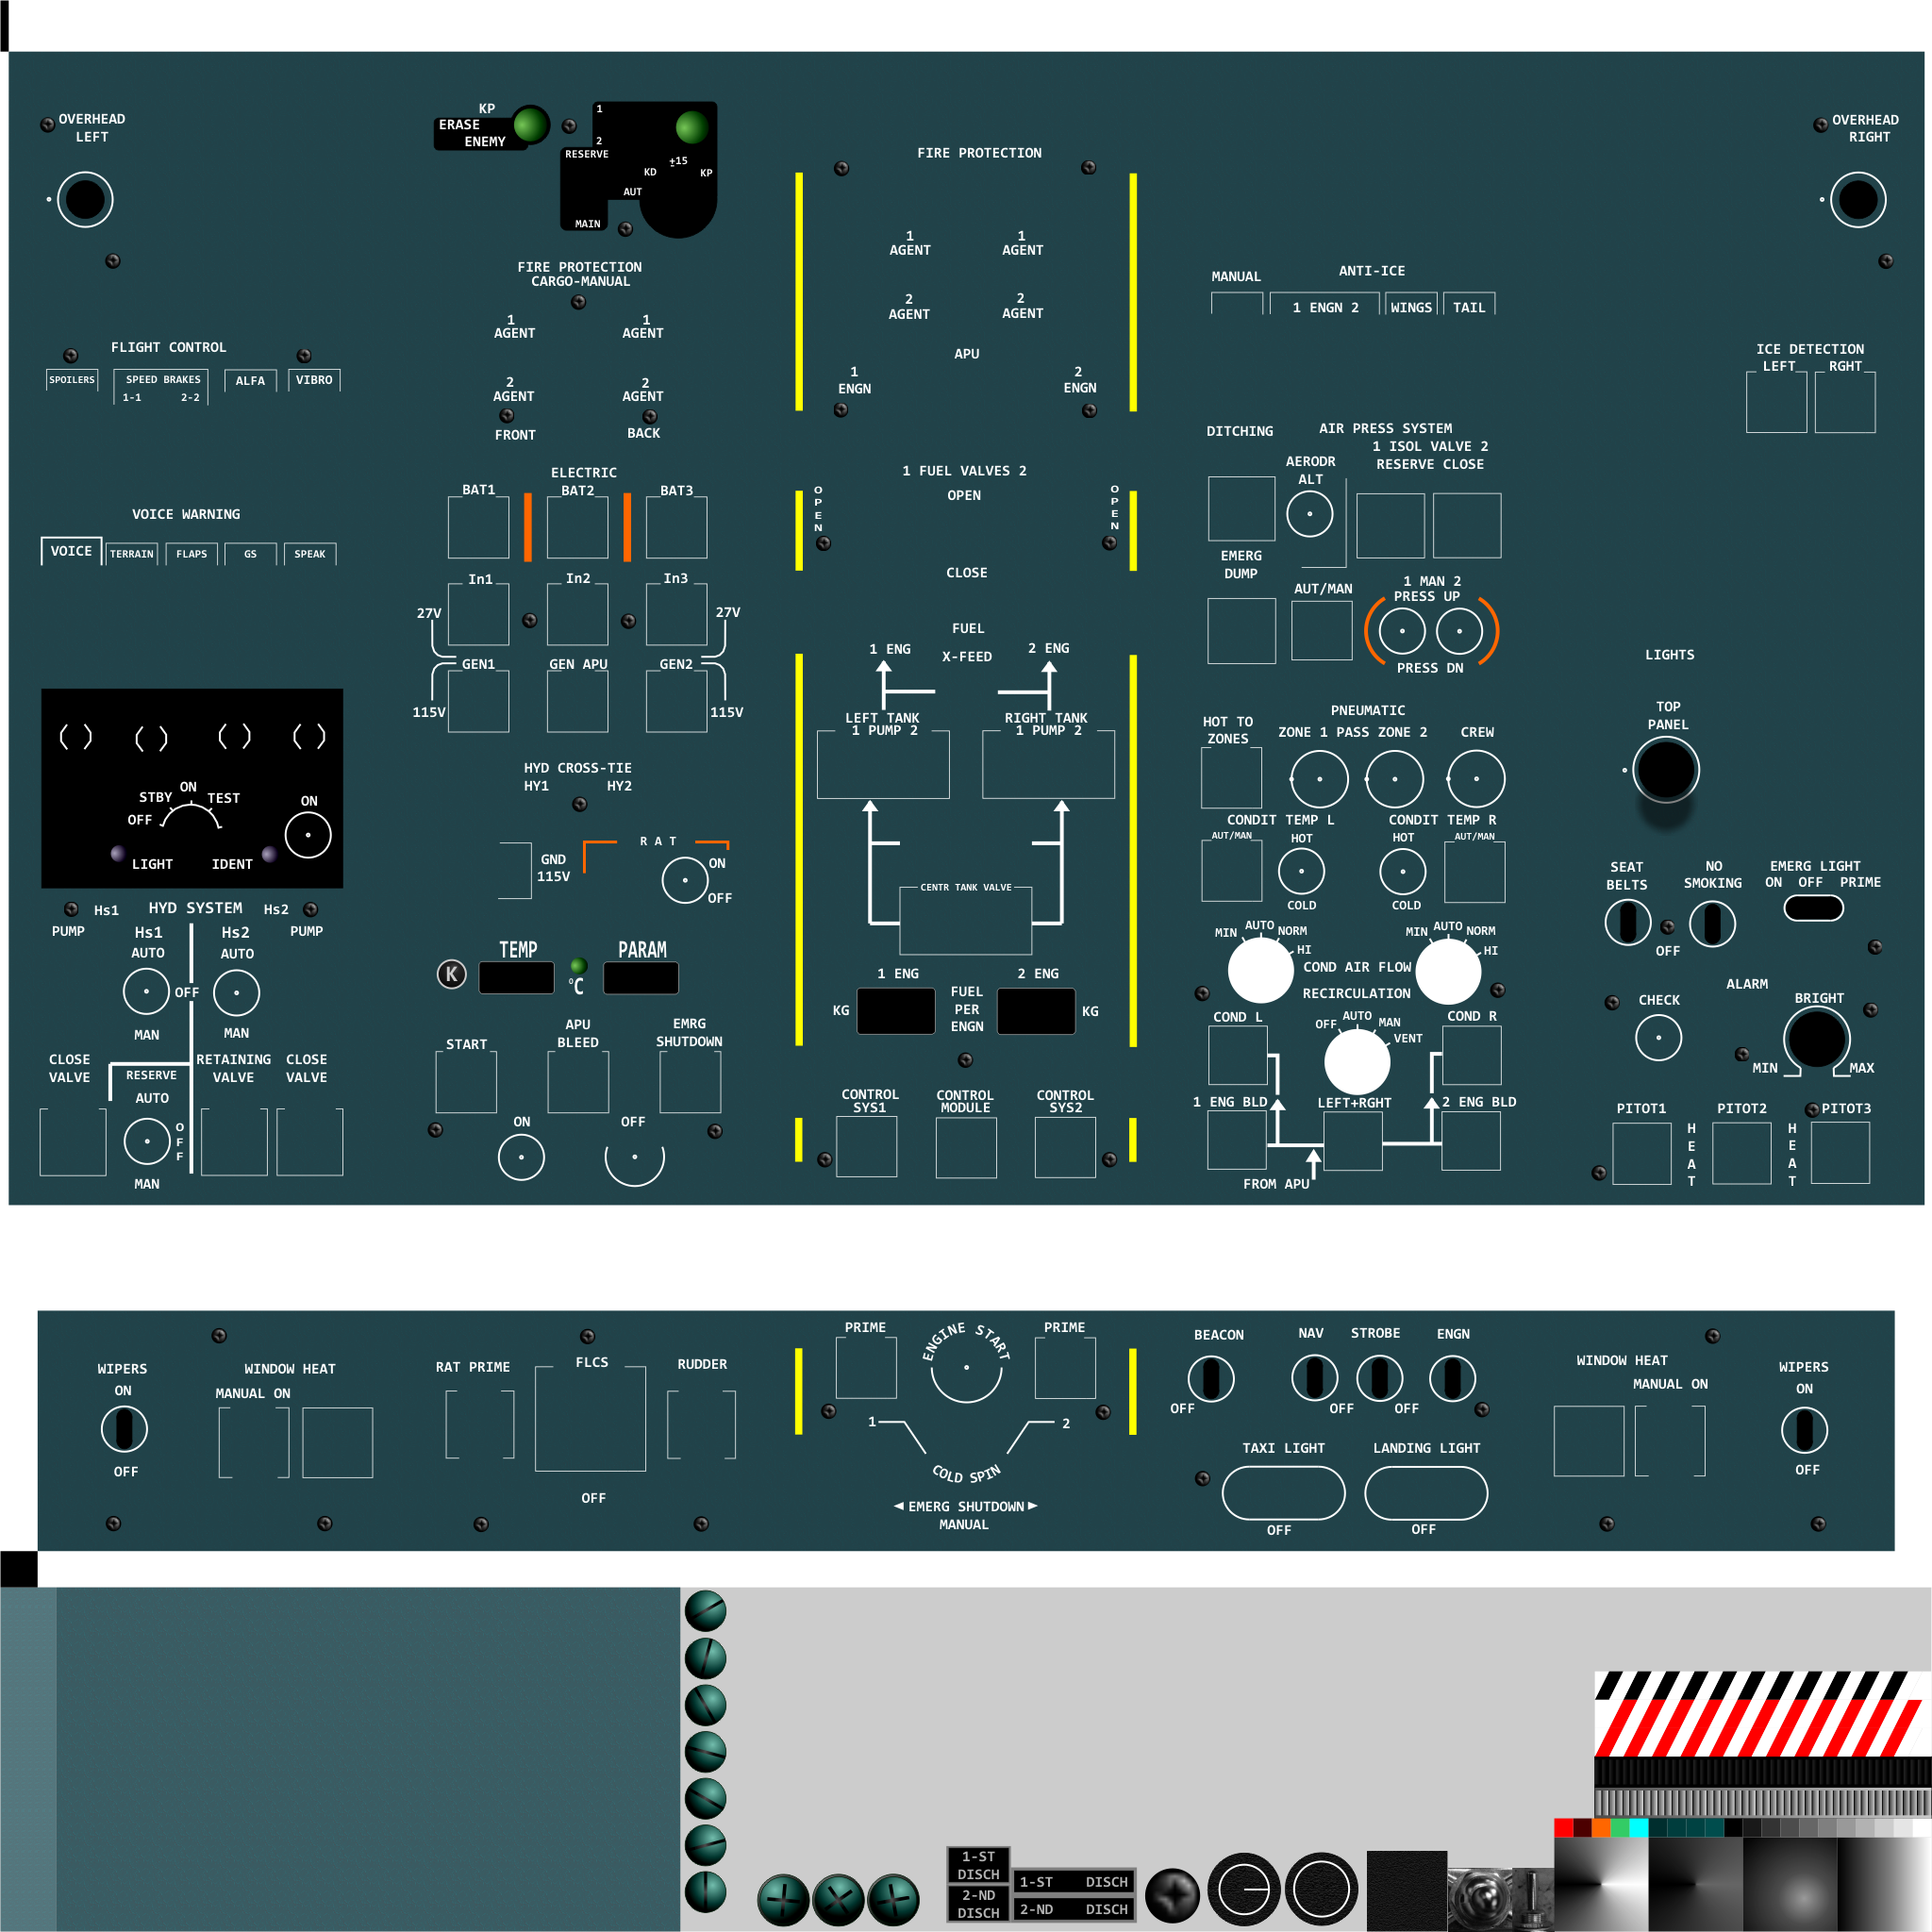 OVERHEAD
LEFT
KP
ERASE
ENEMY
1
2
RESERVE
±15
KD
KP
AUT
MAIN
FIRE PROTECTION
CARGO-MANUAL
1
AGENT
1
AGENT
2
AGENT
2
AGENT
FRONT
BACK
FIRE PROTECTION
1
AGENT
1
AGENT
2
AGENT
2
AGENT
APU
1
ENGN
2
ENGN
OVERHEAD
RIGHT
MANUAL
ANTI-ICE
1 ENGN 2
WINGS
TAIL
ICE DETECTION
LEFT
RGHT
FLIGHT CONTROL
SPOILERS
SPEED BRAKES
1-1
2-2
ALFA
VIBRO
VOICE WARNING
VOICE
TERRAIN
FLAPS
GS
SPEAK
ELECTRIC
BAT1
BAT2
BAT3
In1
In2
In3
27V
27V
GEN1
GEN APU
GEN2
115V
115V
1 FUEL VALVES 2
OPEN
OPEN
OPEN
CLOSE
FUEL
X-FEED
1 ENG
2 ENG
LEFT TANK
1 PUMP 2
RIGHT TANK
1 PUMP 2
CENTR TANK VALVE
1 ENG
2 ENG
KG
FUEL
PER
ENGN
KG
CONTROL
SYS1
CONTROL
MODULE
CONTROL
SYS2
DITCHING
AIR PRESS SYSTEM
1 ISOL VALVE 2
RESERVE CLOSE
AERODR
ALT
EMERG
DUMP
AUT/MAN
1 MAN 2
PRESS UP
PRESS DN
PNEUMATIC
HOT TO
ZONES
ZONE 1 PASS ZONE 2
CREW
CONDIT TEMP L
CONDIT TEMP R
AUT/MAN
HOT
HOT
AUT/MAN
COLD
COLD
MIN
AUTO
NORM
HI
MIN
AUTO
NORM
HI
COND AIR FLOW
RECIRCULATION
COND L
OFF
AUTO
MAN
VENT
COND R
1 ENG BLD
LEFT+RGHT
2 ENG BLD
FROM APU
LIGHTS
TOP
PANEL
SEAT
BELTS
NO
SMOKING
OFF
EMERG LIGHT
ON OFF PRIME
ALARM
CHECK
BRIGHT
MIN
MAX
PITOT1
PITOT2
PITOT3
HEAT
HEAT
STBY
ON
TEST
OFF
LIGHT
IDENT
ON
Hs1
HYD SYSTEM
Hs2
PUMP
Hs1
Hs2
PUMP
AUTO
AUTO
OFF
MAN
MAN
CLOSE
VALVE
RESERVE
RETAINING
VALVE
CLOSE
VALVE
AUTO
OFF
MAN
HYD CROSS-TIE
HY1
HY2
GND
115V
R A T
ON
OFF
K
TEMP
°C
PARAM
START
APU
BLEED
EMRG
SHUTDOWN
ON
OFF
WIPERS
ON
OFF
WINDOW HEAT
MANUAL ON
RAT PRIME
FLCS
OFF
RUDDER
PRIME
ENGINE START
PRIME
1
2
COLD SPIN
EMERG SHUTDOWN
MANUAL
BEACON
OFF
NAV
STROBE
ENGN
OFF
OFF
TAXI LIGHT
OFF
LANDING LIGHT
OFF
WINDOW HEAT
MANUAL ON
WIPERS
ON
OFF
1-ST
DISCH
2-ND
DISCH
1-ST DISCH
2-ND DISCH